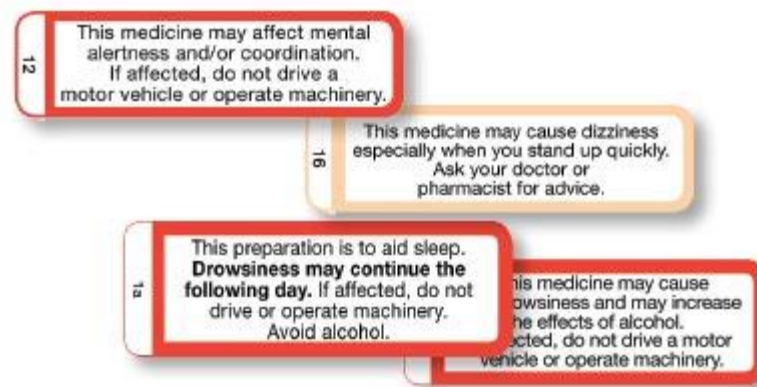 12
This medicine may affect mental
alertness and/or coordination.
If affected, do not drive a
motor vehicle or operate machinery.
16
This medicine may cause dizziness
especially when you stand up quickly.
Ask your doctor or
pharmacist for advice.
1a
This preparation is to aid sleep.
Drowsiness may continue the
following day. If affected, do not
drive or operate machinery.
Avoid alcohol.
medicine may cause
and may increase
effects of alcohol.
do not drive a motor
vehicle or operate machinery.